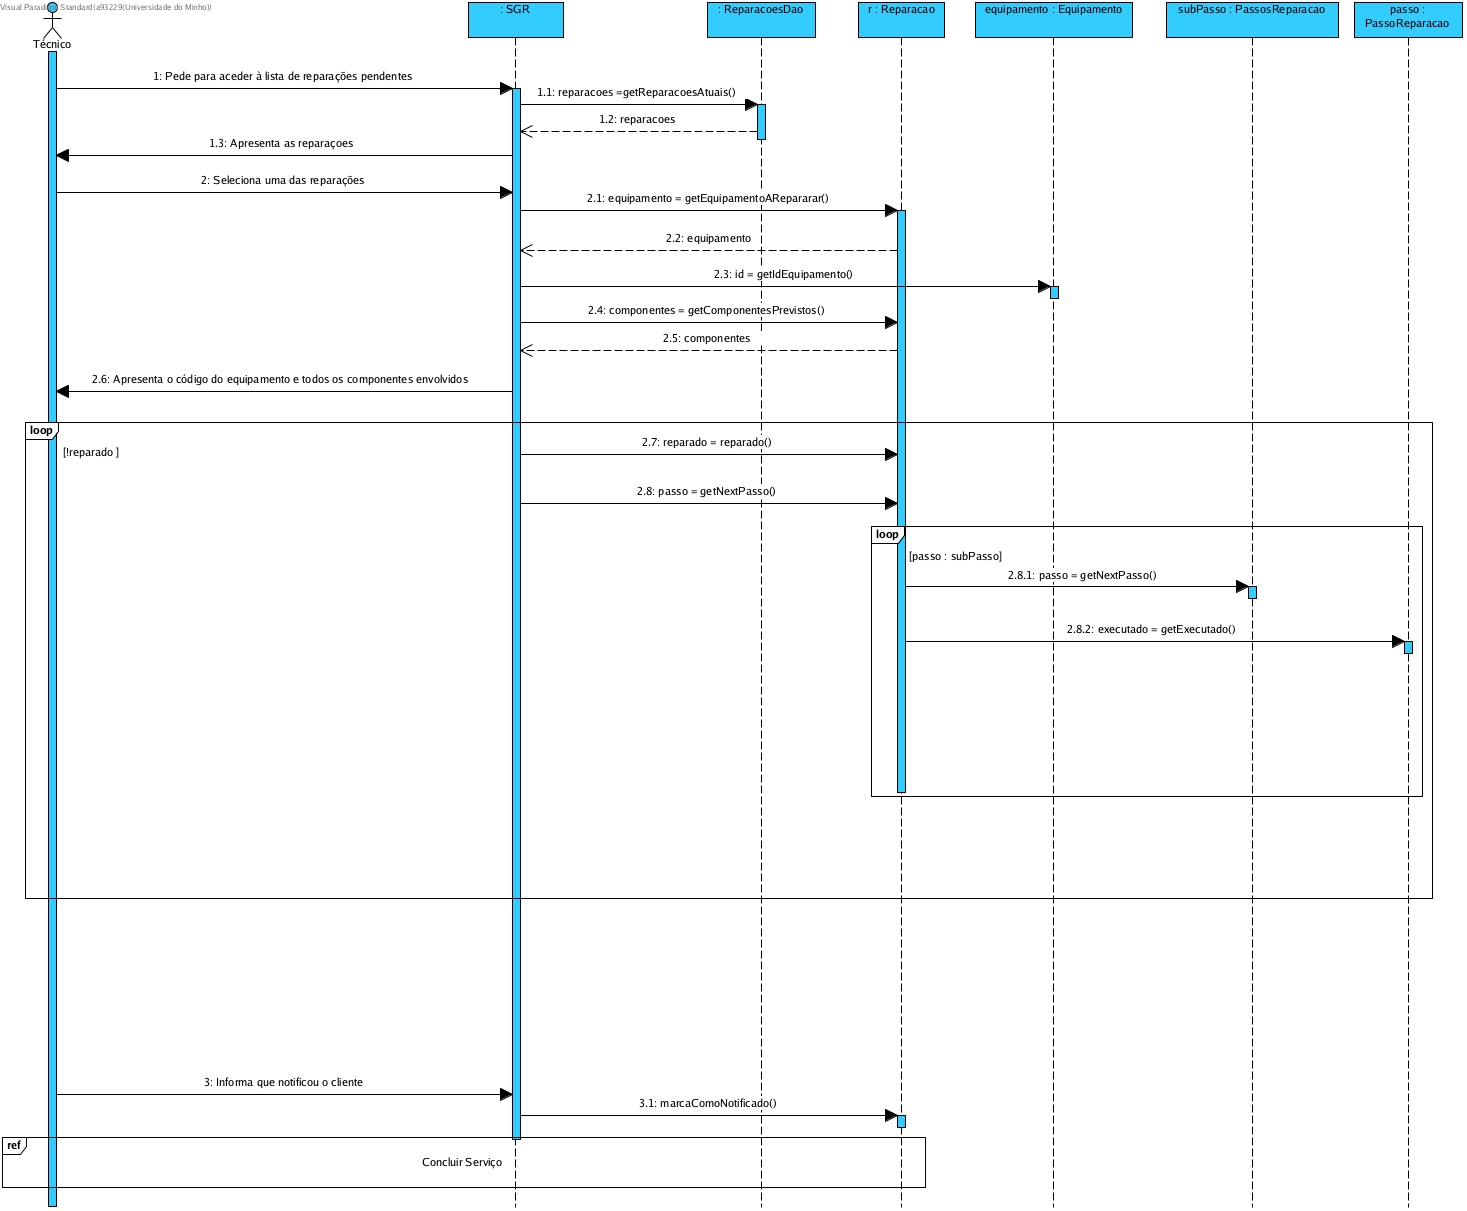 Visual Paradi Standard(a93229(Universidade do Minho))
Técnico
: SGR
: ReparacoesDao
r : Reparacao
equipamento : Equipamento
subPasso : PassosReparacao
passo :
PassoReparacao
1: Pede para aceder à lista de reparações pendentes
1.1: reparacoes =getReparacoesAtuais()
1.2: reparacoes
1.3: Apresenta as reparaçoes
2: Seleciona uma das reparações
2.1: equipamento = getEquipamentoARepararar()
2.2: equipamento
2.3: id = getIdEquipamento()
2.4: componentes = getComponentesPrevistos()
2.5: componentes
2.6: Apresenta o código do equipamento e todos os componentes envolvidos
loop
[!reparado ]
2.7: reparado = reparado()
2.8: passo = getNextPasso()
loop
[passo : subPasso]
2.8.1: passo = getNextPasso()
2.8.2: executado = getExecutado()
3: Informa que notificou o cliente
3.1: marcaComoNotificado()
ref
Concluir Serviço